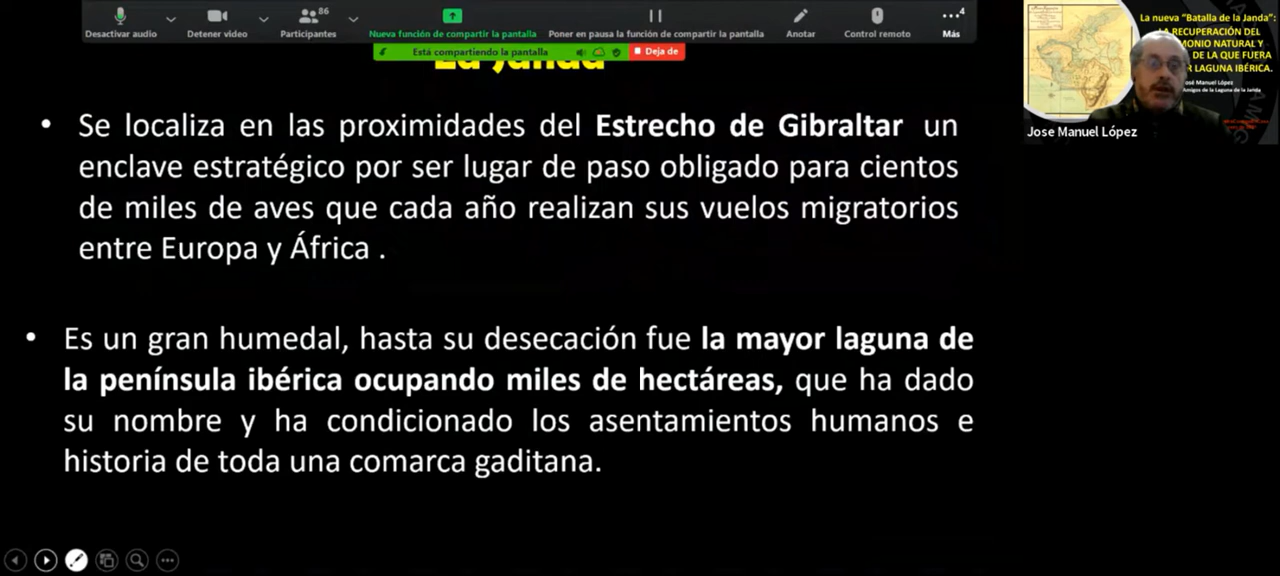 86
4
Desactivar audio
Detener video
Participantes
Nueva función de compartir la pantalla
Poner en pausa la función de compartir la pantalla
Anotar
Control remoto
Más
Está compartiendo la pantalla
Deja de
La Janda
• Se localiza en las proximidades del Estrecho de Gibraltar un
enclave estratégico por ser lugar de paso obligado para cientos
de miles de aves que cada año realizan sus vuelos migratorios
entre Europa y África .
• Es un gran humedal, hasta su desecación fue la mayor laguna de
la península ibérica ocupando miles de hectáreas, que ha dado
su nombre y ha condicionado los asentamientos humanos e
historia de toda una comarca gaditana.
La nueva "Batalla de la Janda":
LA RECUPERACIÓN DEL
MONIO NATURAL Y
DE LA QUE FUERA
R LAGUNA IBÉRICA.
osé Manuel López
Amigos de la Laguna de la Janda
Jose Manuel López